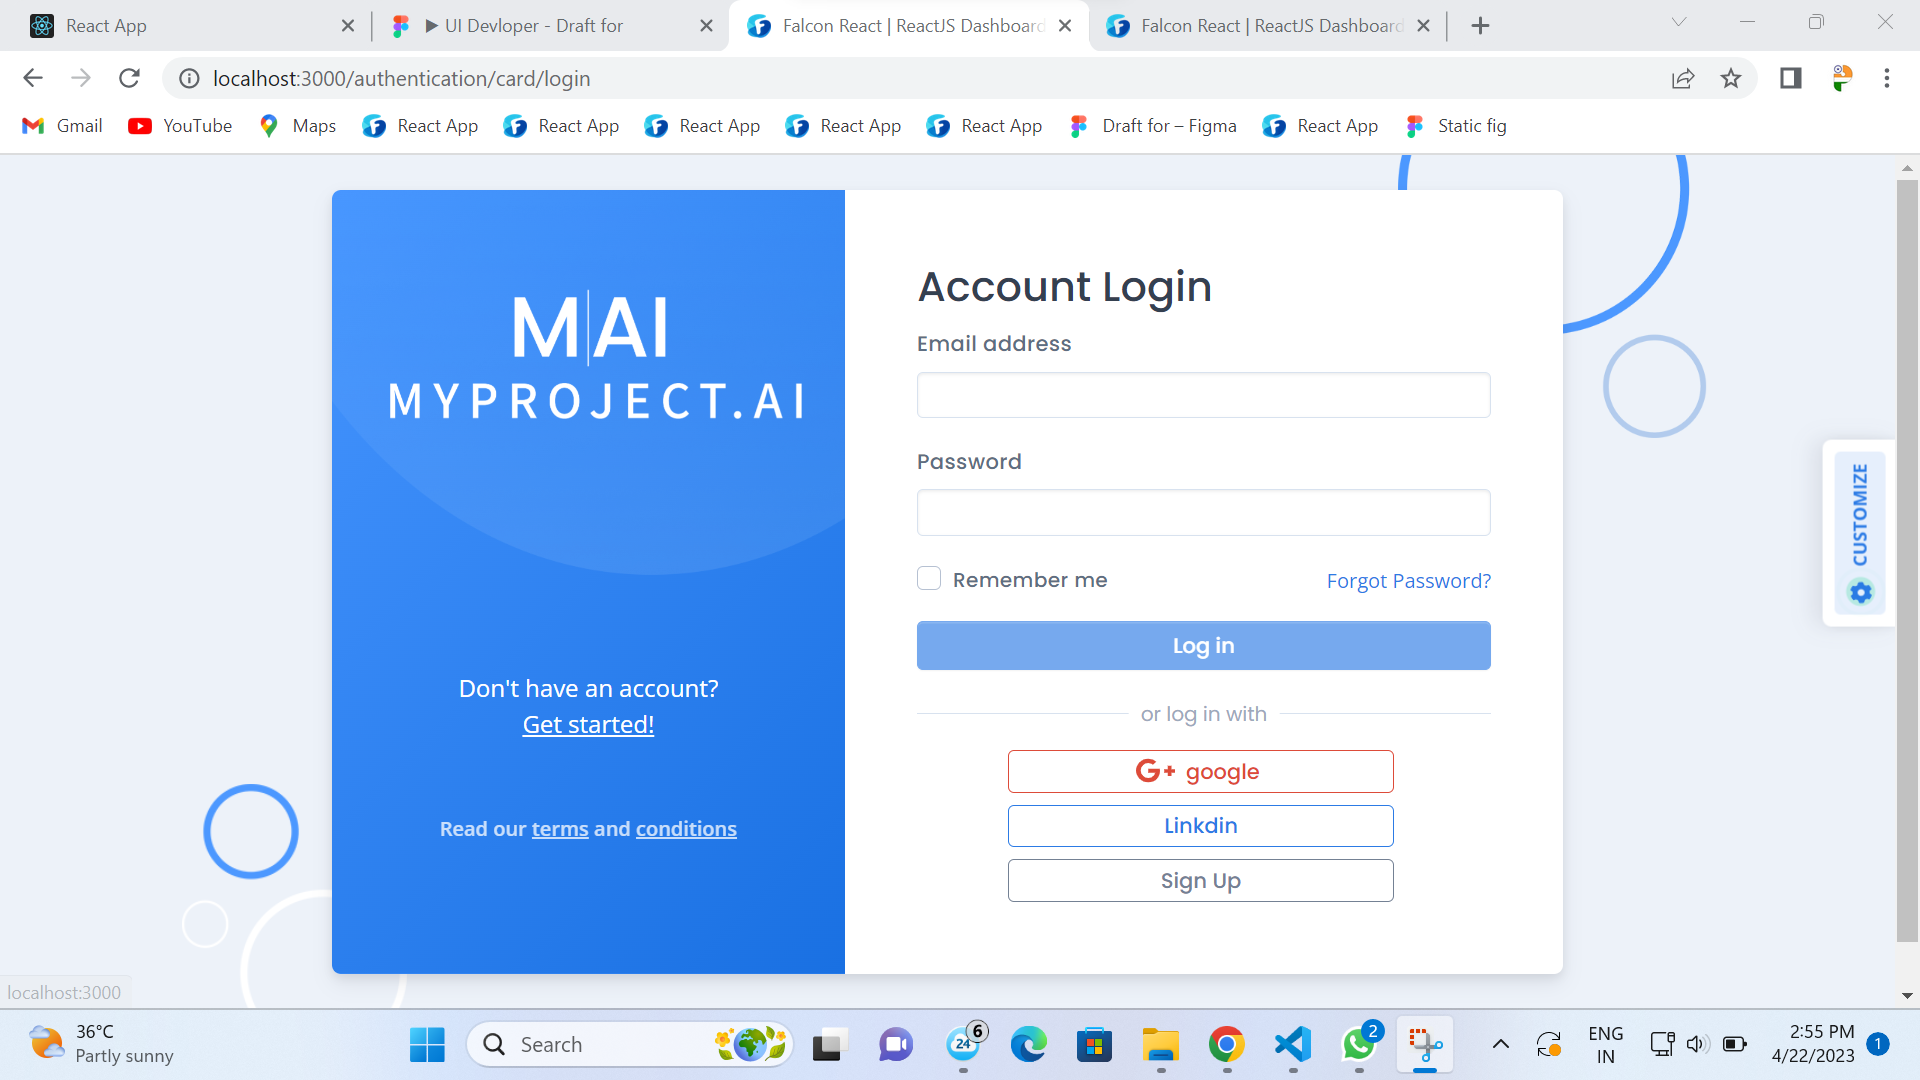 React App
▶ UI Devloper - Draft for
Falcon React | ReactJS Dashboard
Falcon React | ReactJS Dashboard
localhost:3000/authentication/card/login
Gmail
YouTube
Maps
React App
React App
React App
React App
React App
Draft for – Figma
React App
Static fig
M|AI
MYPROJECT.AI
Don't have an account?
Get started!
Read our terms and conditions
Account Login
Email address
Password
Remember me
Forgot Password?
Log in
or log in with
G+ google
Linkdin
Sign Up
CUSTOMIZE
localhost:3000
36°C
Partly sunny
Search
24
6
2
ENG
IN
2:55 PM
4/22/2023
1